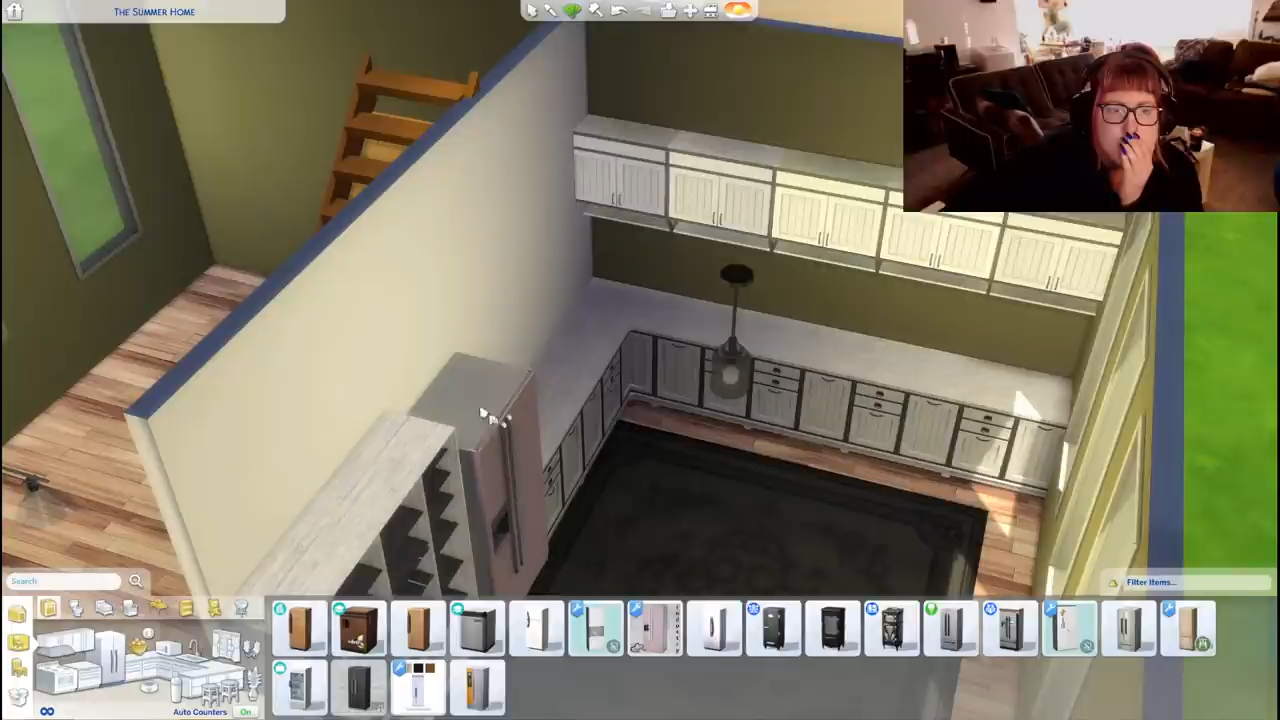 THE SUMMER HOME
Search
Filter Items...
Auto Counters
On